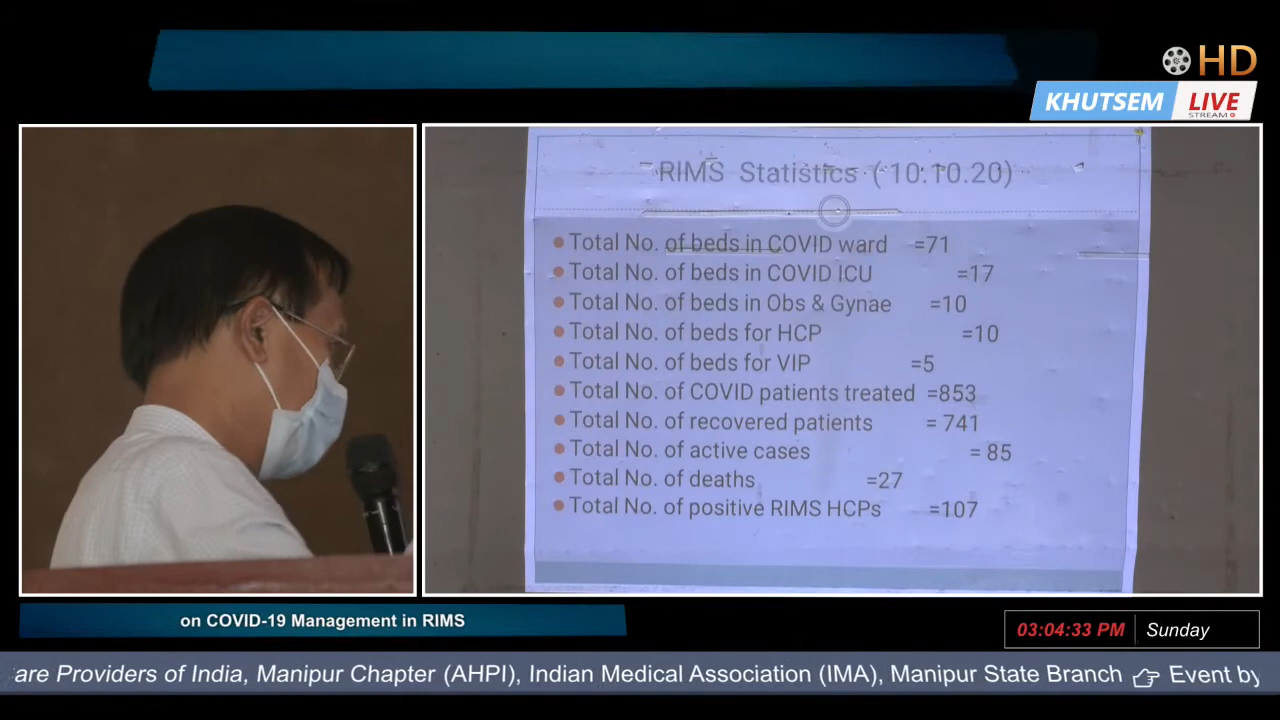 HD
KHUTSEM LIVE
STREAM
RIMS Statistics (10.10.20)
Total No. of beds in COVID ward =71
Total No. of beds in COVID ICU =17
Total No. of beds in Obs & Gynae =10
Total No. of beds for HCP =10
Total No. of beds for VIP =5
Total No. of COVID patients treated =853
Total No. of recovered patients = 741
Total No. of active cases = 85
Total No. of deaths =27
Total No. of positive RIMS HCPs =107
on COVID-19 Management in RIMS
03:04:33 PM Sunday
are Providers of India, Manipur Chapter (AHPI), Indian Medical Association (IMA), Manipur State Branch Event by